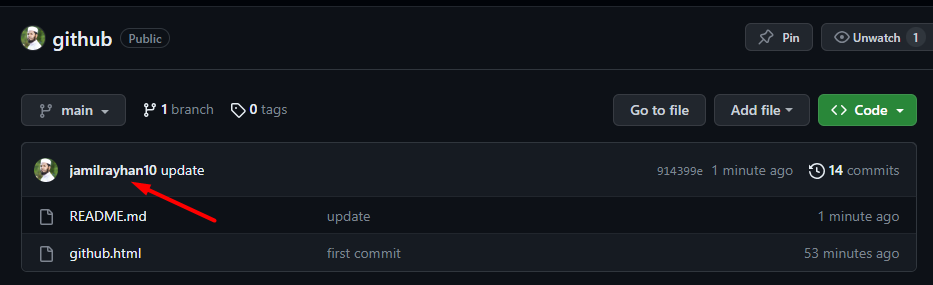 github Public Pin Unwatch 1
main 1 branch 0 tags Go to file Add file <> Code
jamilrayhan10 update 914399e 1 minute ago 14 commits
README.md update 1 minute ago
github.html first commit 53 minutes ago